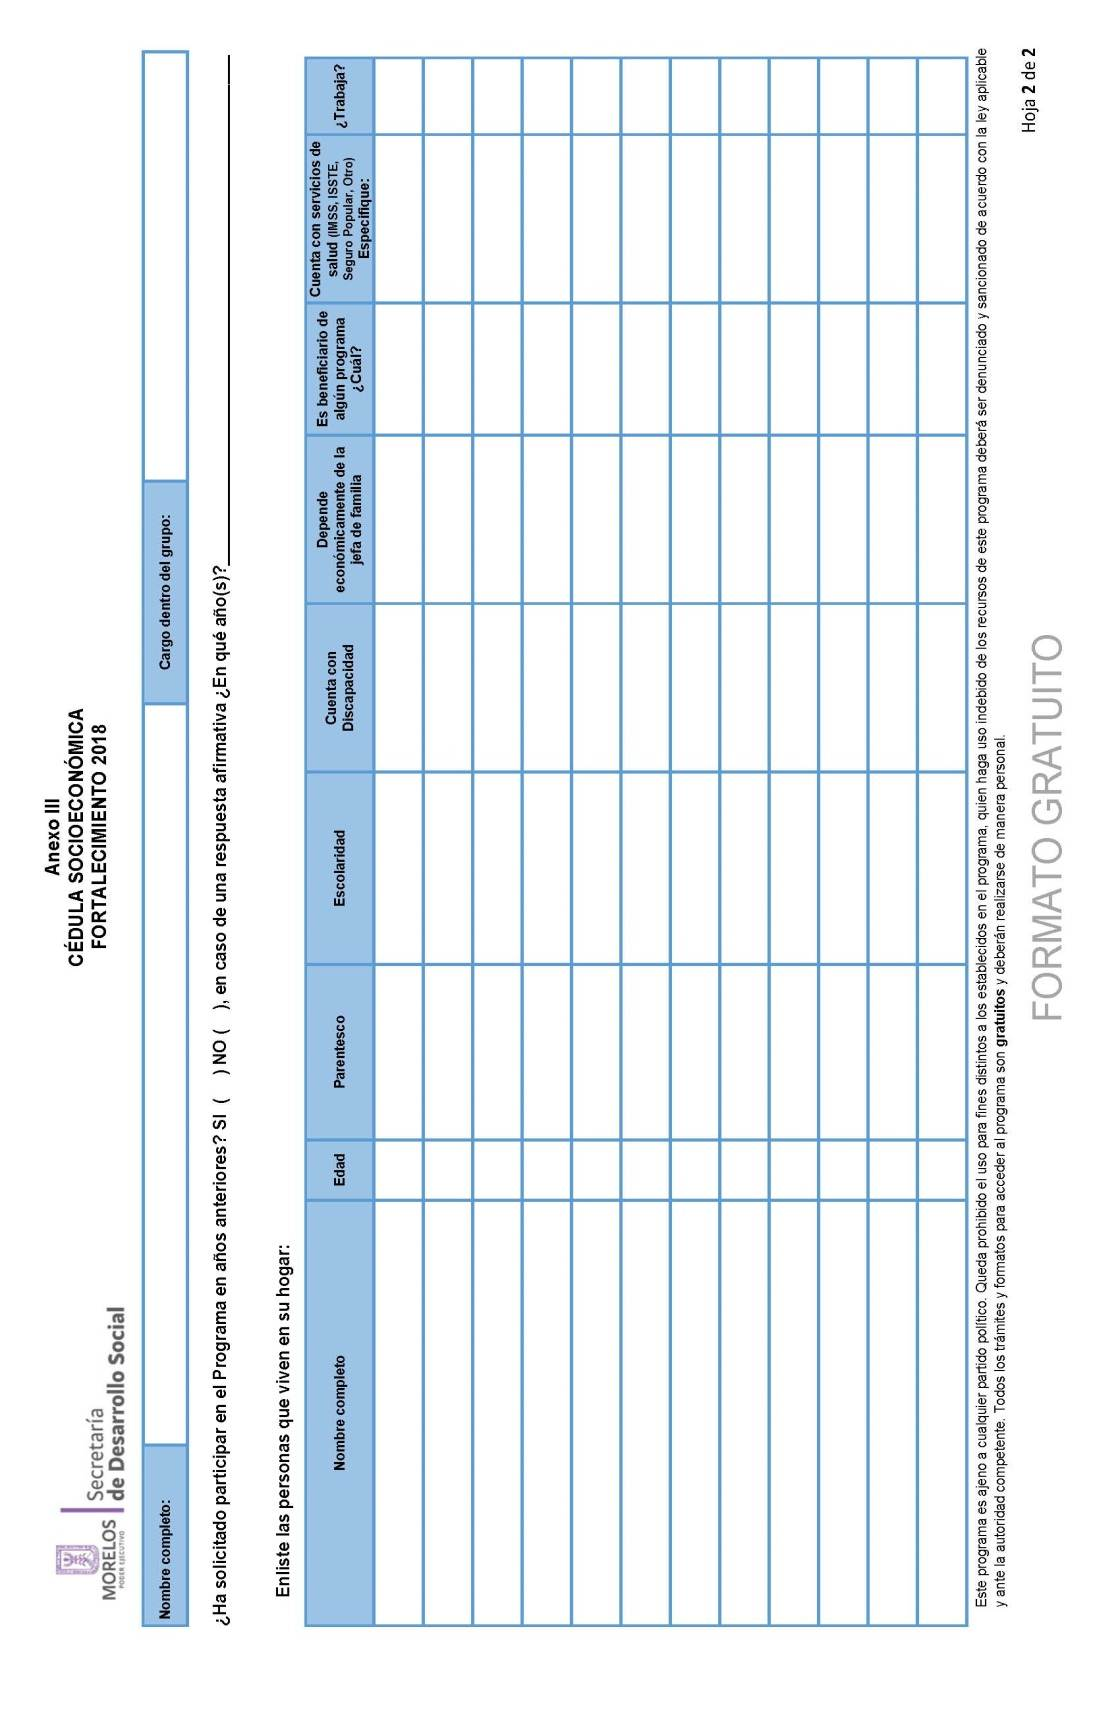 Anexo III
CÉDULA SOCIOECONÓMICA
FORTALECIMIENTO 2018
MORELOS
PODER EJECUTIVO
Secretaría
de Desarrollo Social
Nombre completo:
Cargo dentro del grupo:
¿Ha solicitado participar en el Programa en años anteriores? SI (    ) NO (    ), en caso de una respuesta afirmativa ¿En qué año(s)?
Enliste las personas que viven en su hogar:
Nombre completo
Edad
Parentesco
Escolaridad
Cuenta con
Discapacidad
Depende
económicamente de la
jefa de familia
Es beneficiario de
algún programa
¿Cuál?
Cuenta con servicios de
salud (IMSS, ISSTE,
Seguro Popular, Otro)
Especifique:
¿Trabaja?
Este programa es ajeno a cualquier partido político. Queda prohibido el uso para fines distintos a los establecidos en el programa, quien haga uso indebido de los recursos de este programa deberá ser denunciado y sancionado de acuerdo con la ley aplicable
y ante la autoridad competente. Todos los trámites y formatos para acceder al programa son gratuitos y deberán realizarse de manera personal.
Hoja 2 de 2
FORMATO GRATUITO